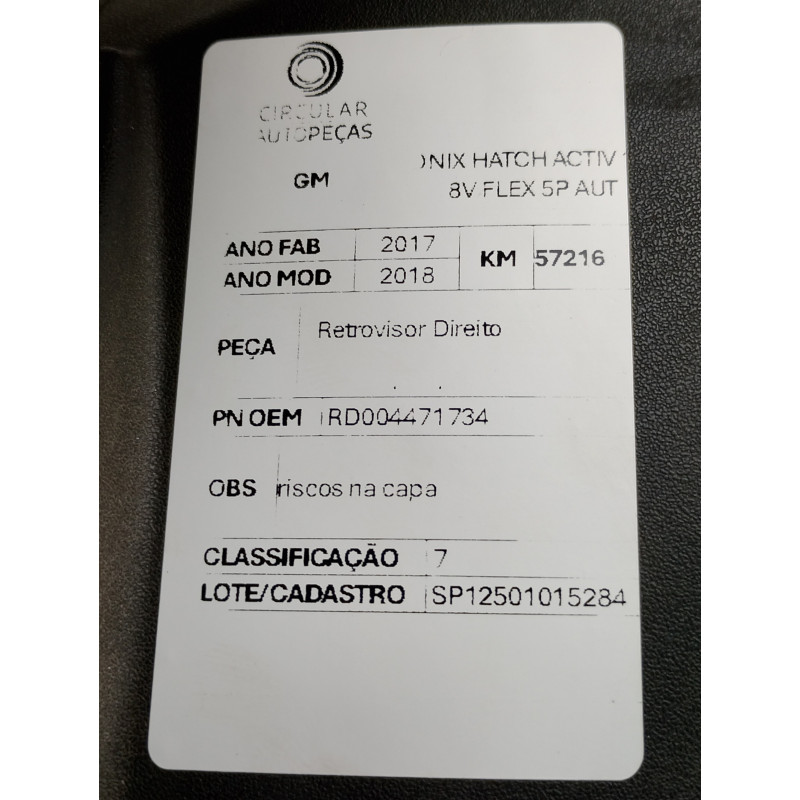 CIRCULAR
AUTOPEÇAS
GM
ONIX HATCH ACTIV
8V FLEX 5P AUT
ANO FAB 2017
KM 57216
ANO MOD 2018
PEÇA Retrovisor Direito
PN OEM RD004471734
OBS riscos na capa
CLASSIFICAÇÃO 7
LOTE/CADASTRO SP12501015284